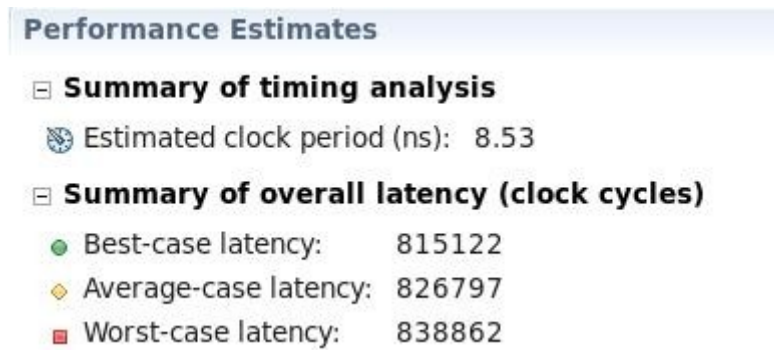 Performance Estimates
Summary of timing analysis
Estimated clock period (ns): 8.53
Summary of overall latency (clock cycles)
Best-case latency: 815122
Average-case latency: 826797
Worst-case latency: 838862